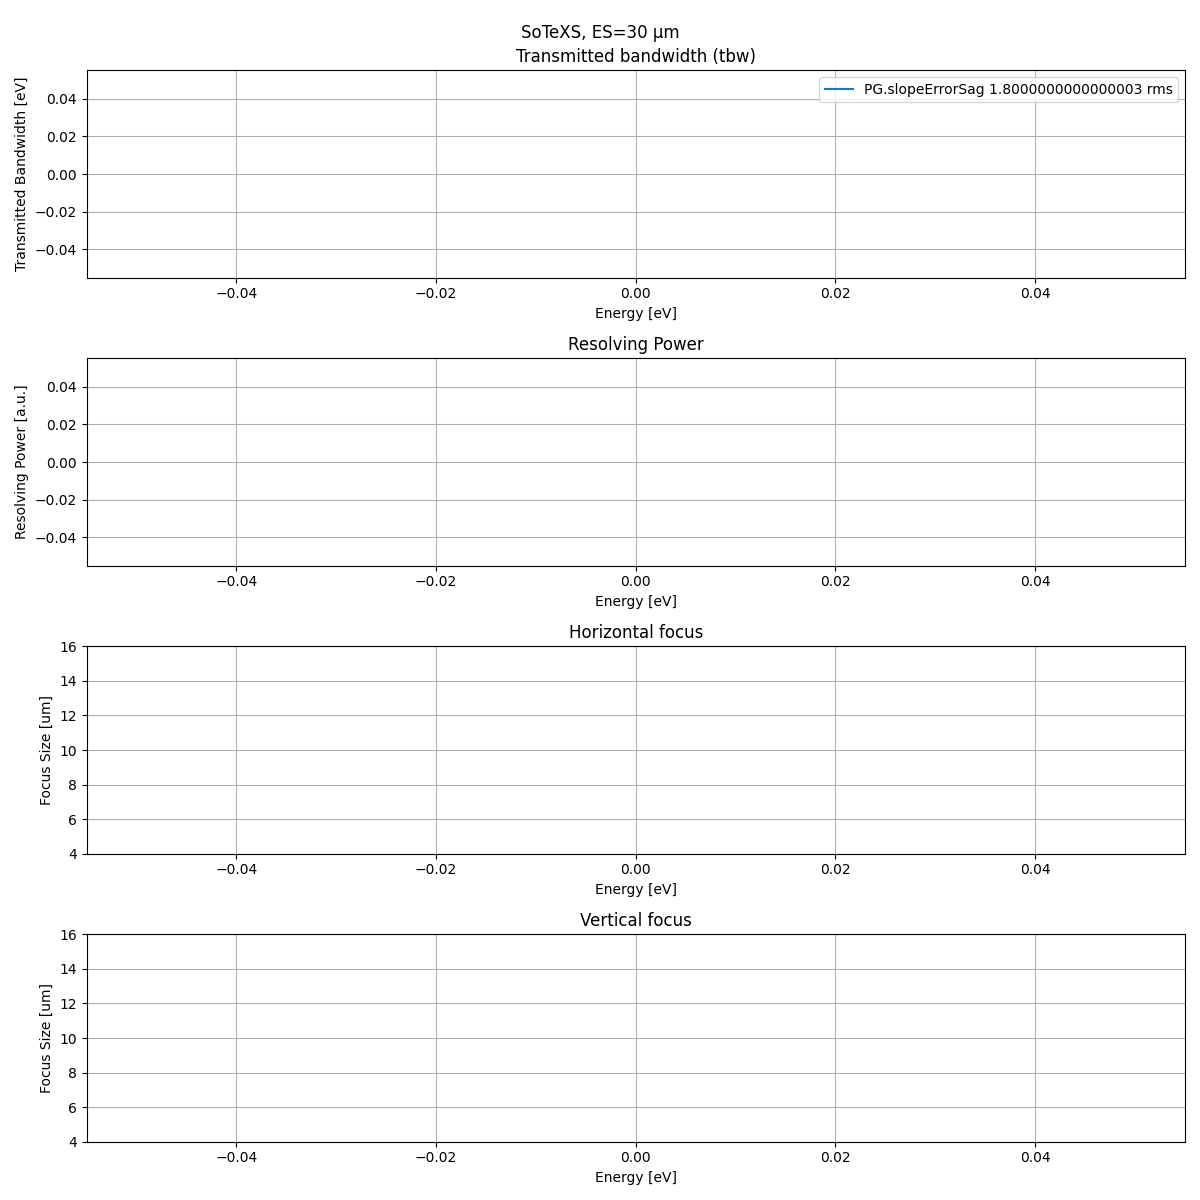 SoTeXS, ES=30 μm
Transmitted bandwidth (tbw)
Transmitted Bandwidth [eV]
0.04
0.02
0.00
−0.02
−0.04
PG.slopeErrorSag 1.8000000000000003 rms
−0.04 −0.02 0.00 0.02 0.04
Energy [eV]
Resolving Power
Resolving Power [a.u.]
0.04
0.02
0.00
−0.02
−0.04
−0.04 −0.02 0.00 0.02 0.04
Energy [eV]
Horizontal focus
Focus Size [um]
16
14
12
10
8
6
4
−0.04 −0.02 0.00 0.02 0.04
Energy [eV]
Vertical focus
Focus Size [um]
16
14
12
10
8
6
4
−0.04 −0.02 0.00 0.02 0.04
Energy [eV]